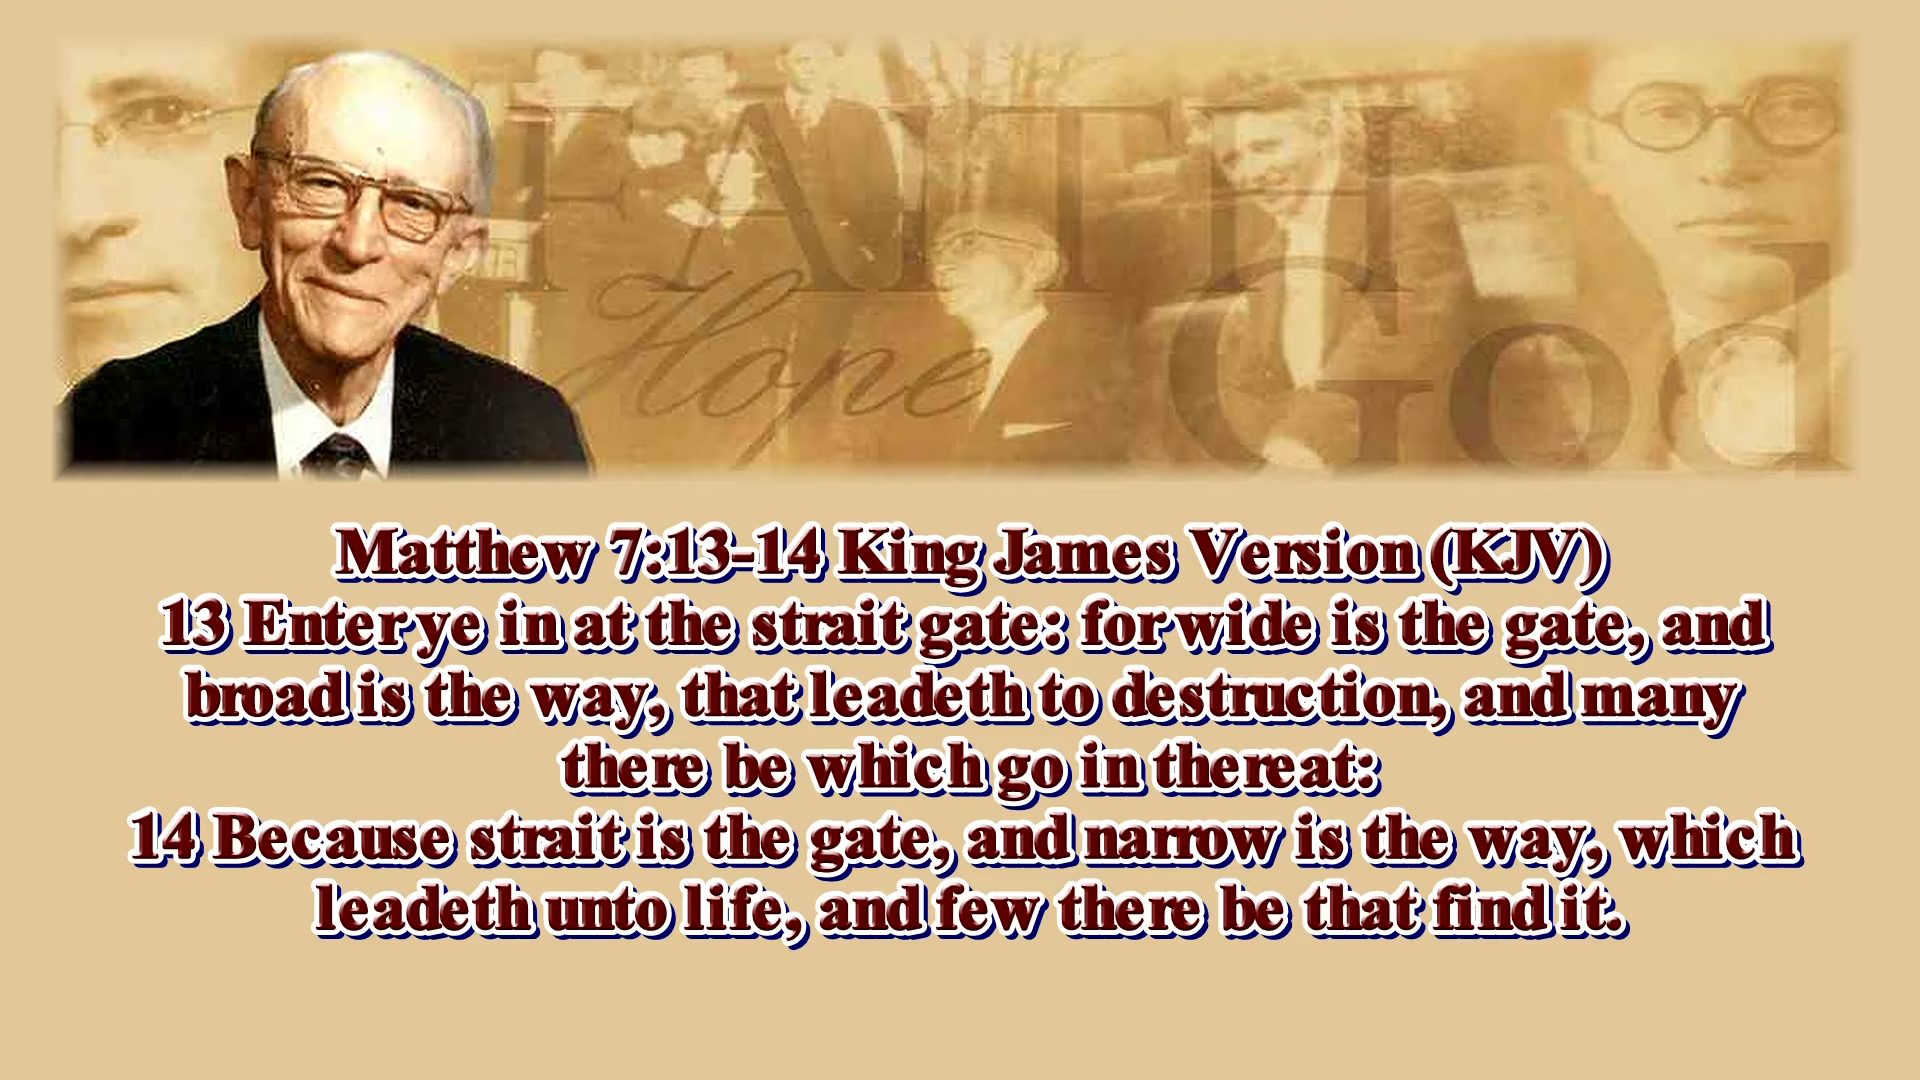 FAITH
Hope
God
Matthew 7:13-14 King James Version (KJV)
13 Enter ye in at the strait gate: for wide is the gate, and
broad is the way, that leadeth to destruction, and many
there be which go in thereat:
14 Because strait is the gate, and narrow is the way, which
leadeth unto life, and few there be that find it.